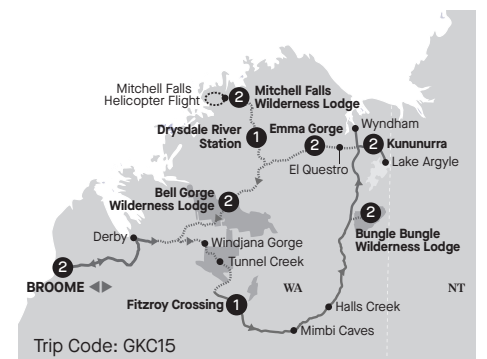 Mitchell Falls
Helicopter Flight
2
Mitchell Falls
Wilderness Lodge
Drysdale River
Station
1
Emma Gorge
2
Wyndham
2
Kununurra
Lake Argyle
El Questro
Bell Gorge
Wilderness Lodge
2
2
Bungle Bungle
Wilderness Lodge
Derby
Windjana Gorge
Tunnel Creek
2
BROOME
Fitzroy Crossing
1
WA
NT
Halls Creek
Mimbi Caves
Trip Code: GKC15